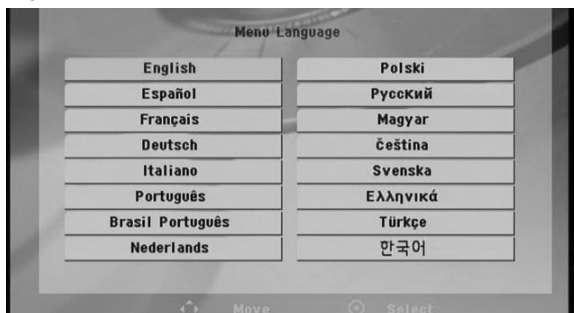 Menu Language
English
Español
Français
Deutsch
Italiano
Português
Brasil Português
Nederlands
Polski
Русский
Magyar
čeština
Svenska
Ελληνικά
Türkçe
한국어
Move Select